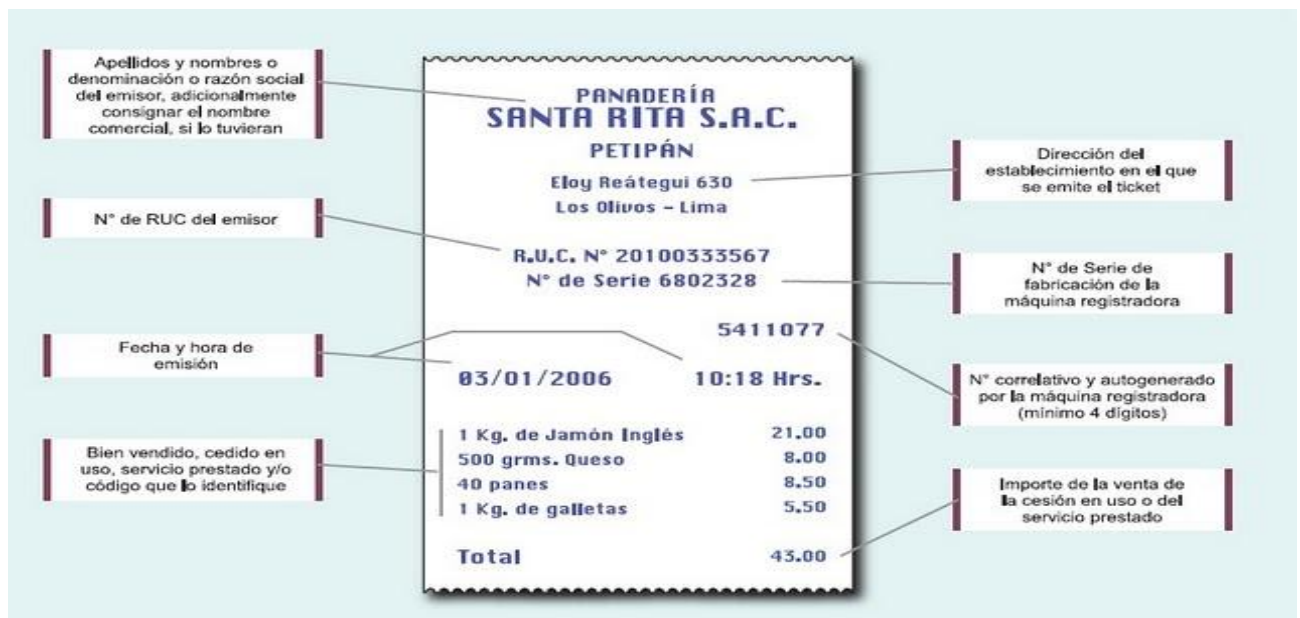 Apellidos y nombres o
denominación o razón social
del emisor, adicionalmente
consignar el nombre
comercial, si lo tuvieran
N° de RUC del emisor
Fecha y hora de
emisión
Bien vendido, cedido en
uso, servicio prestado y/o
código que lo identifique
PANADERÍA
SANTA RITA S.A.C.
PETIPÁN
Eloy Reátegui 630
Los Olivos – Lima
R.U.C. N° 20100333567
N° de Serie 6802328
5411077
03/01/2006 10:18 Hrs.
1 Kg. de Jamón Inglés 21.00
500 grms. Queso 8.00
40 panes 8.50
1 Kg. de galletas 5.50
Total 43.00
Dirección del
establecimiento en el que
se emite el ticket
N° de Serie de
fabricación de la
máquina registradora
N° correlativo y autogenerado
por la máquina registradora
(mínimo 4 dígitos)
Importe de la venta de
la cesión en uso o del
servicio prestado